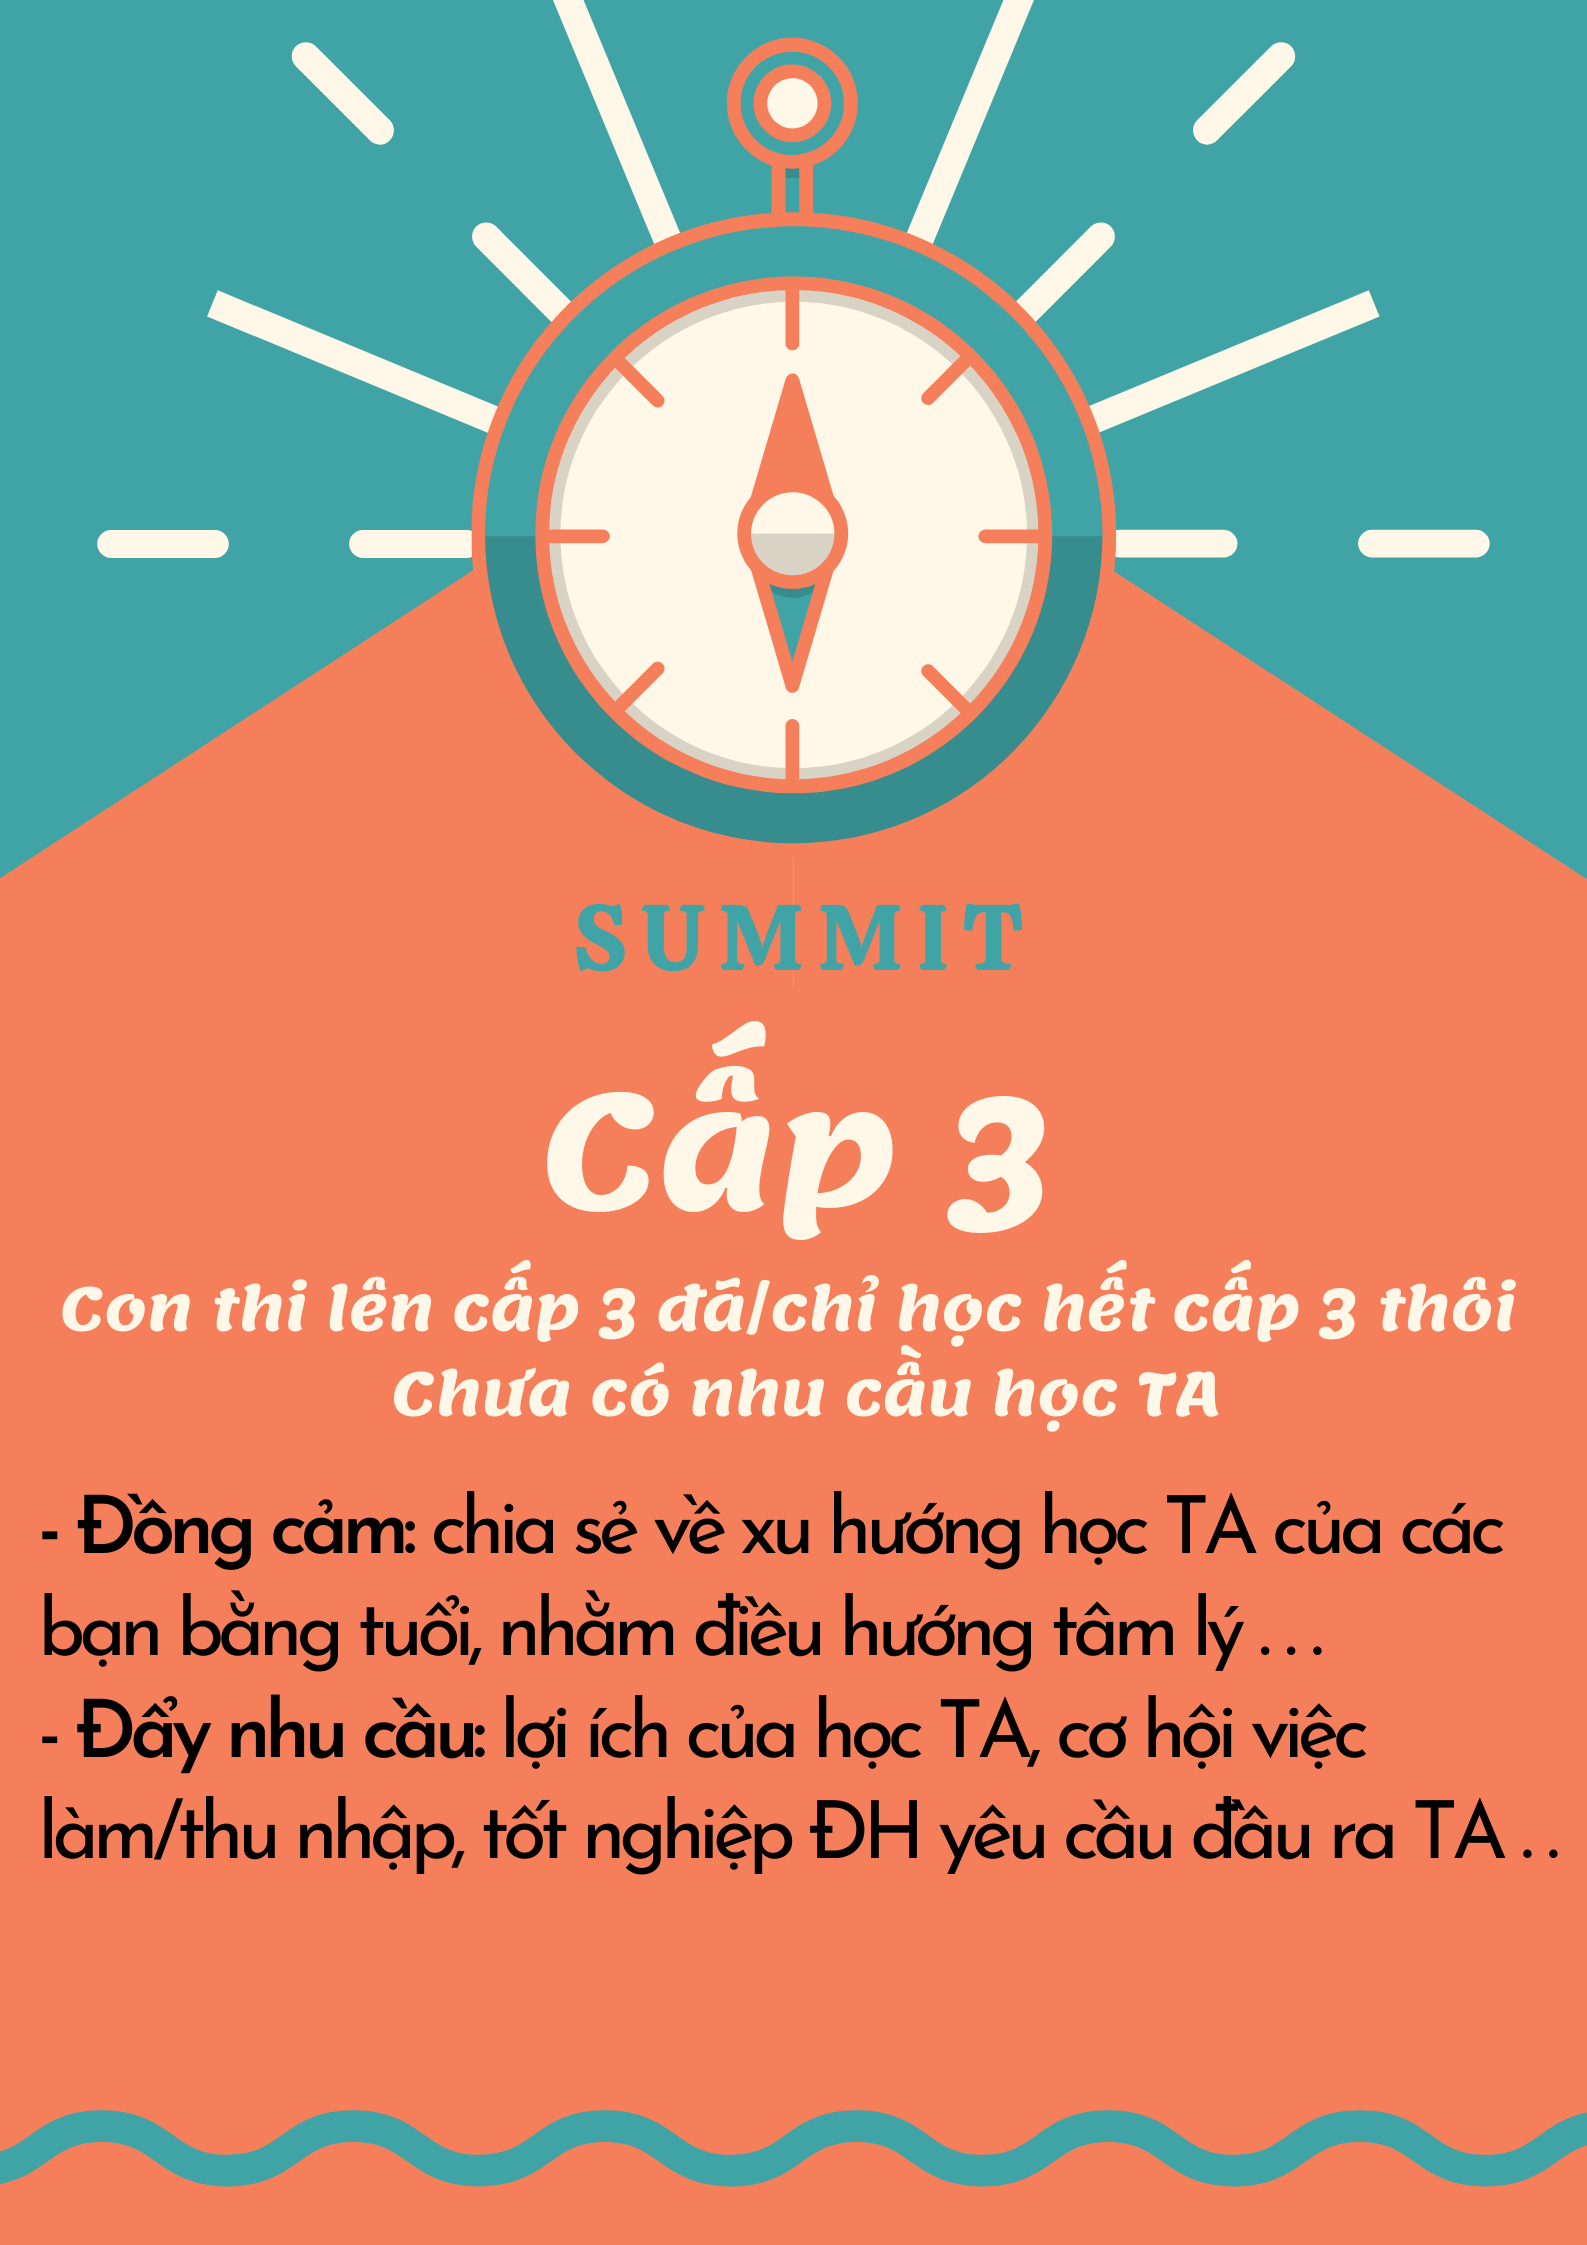 SUMMIT
Cấp 3
Con thi lên cấp 3 đã/chỉ học hết cấp 3 thôi
Chưa có nhu cầu học TA
- Đồng cảm: chia sẻ về xu hướng học TA của các
bạn bằng tuổi, nhằm điều hướng tâm lý...
- Đẩy nhu cầu: lợi ích của học TA, cơ hội việc
làm/thu nhập, tốt nghiệp ĐH yêu cầu đầu ra TA..